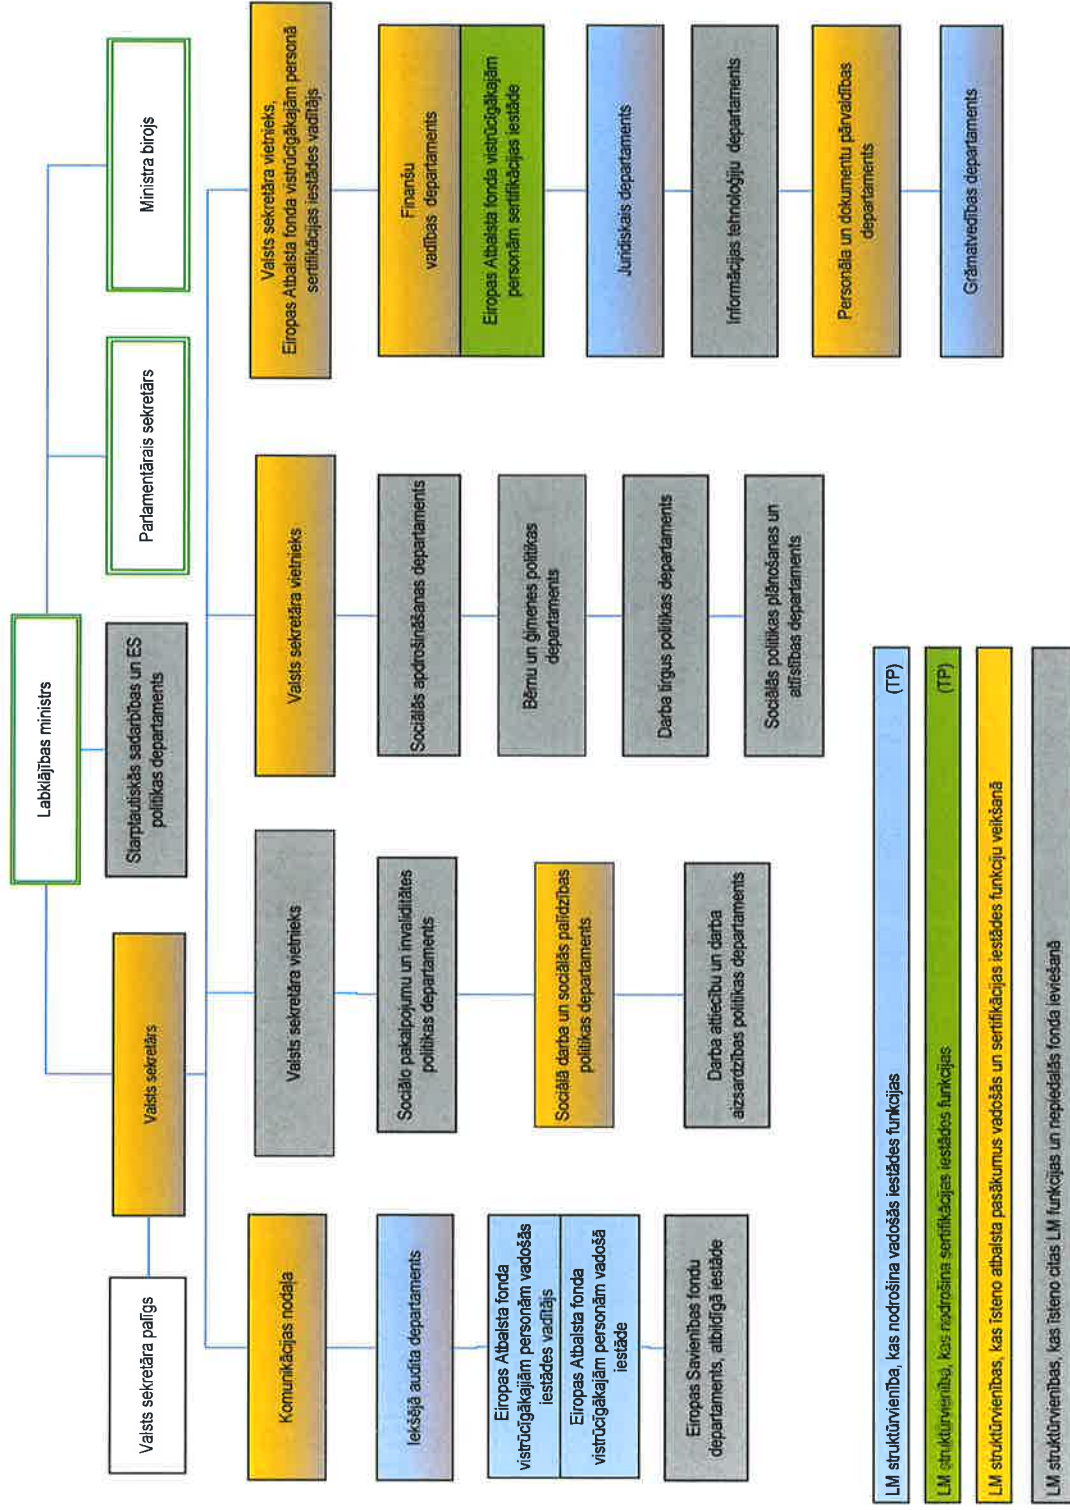 Labklājības ministrs
Starptautiskās sadarbības un ES
politikas departaments
Parlamentārais sekretārs
Ministra birojs
Valsts sekretāra palīgs
Valsts sekretārs
Komunikācijas nodaļa
Iekšējā audita departaments
Eiropas Atbalsta fonda
vistrūcīgākajiām personām vadošās
iestādes vadītājs
Eiropas Atbalsta fonda
vistrūcīgākajām personām vadošā
iestāde
Eiropas Savienības fondu
departaments, atbildīgā iestāde
Valsts sekretāra vietnieks
Sociālo pakalpojumu un invaliditātes
politikas departaments
Sociālā darba un sociālās palīdzības
politikas departaments
Darba attiecību un darba
aizsardzības politikas departaments
Valsts sekretāra vietnieks
Sociālās apdrošināšanas departaments
Bērnu un ģimenes politikas
departaments
Darba tirgus politikas departaments
Sociālās politikas plānošanas un
attīstības departaments
Valsts sekretāra vietnieks,
Eiropas Atbalsta fonda vistrūcīgākajām personā
sertifikācijas iestādes vadītājs
Finanšu
vadības departaments
Eiropas Atbalsta fonda vistrūcīgākajām
personām sertifikācijas iestāde
Juridiskais departaments
Informācijas tehnoloģiju departaments
Personāla un dokumentu pārvaldības
departaments
Grāmatvedības departaments
LM struktūrvienība, kas nodrošina vadošās iestādes funkcijas (TP)
LM struktūrvienība, kas nodrošina sertifikācijas iestādes funkcijas (TP)
LM struktūrvienības, kas īsteno atbalsta pasākumus vadošās un sertifikācijas iestādes funkciju veikšanā
LM struktūrvienības, kas īsteno citas LM funkcijas un nepiedalās fonda ieviešanā